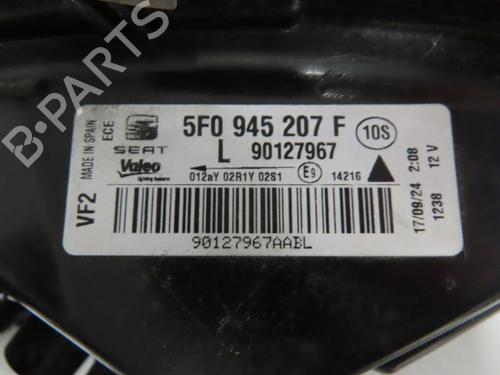 MADE IN SPAIN
ECE
SEAT
Valeo
VF2
5F0 945 207 F
10S
L 90127967
012aY 02R1Y 02S1
E9
14216
17/09/24 2:08
1238 12 V
90127967AABL
B-PARTS